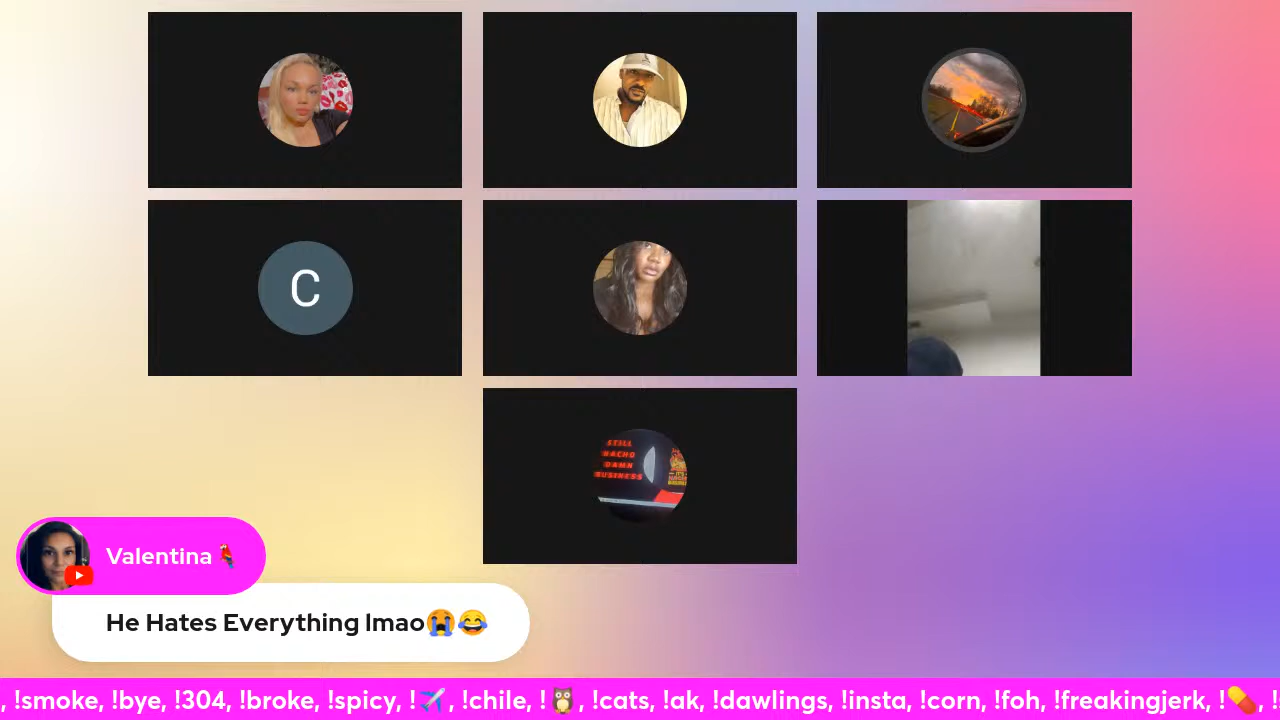 C
STILL
NACHO
DAMN
BUSINESS
Valentina🦜
He Hates Everything lmao😭😂
, !smoke, !bye, !304, !broke, !spicy, !✈️, !chile, !🦉, !cats, !ak, !dawlings, !insta, !corn, !foh, !freakingjerk, !💊, !